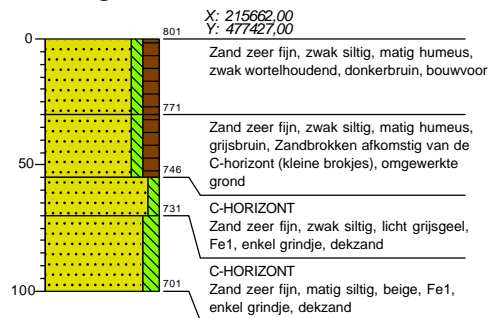 X: 215662,00
Y: 477427,00
0
801
Zand zeer fijn, zwak siltig, matig humeus,
zwak wortelhoudend, donkerbruin, bouwvoor
771
Zand zeer fijn, zwak siltig, matig humeus,
grijsbruin, Zandbrokken afkomstig van de
C-horizont (kleine brokjes), omgewerkte
grond
50
746
C-HORIZONT
Zand zeer fijn, zwak siltig, licht grijsgeel,
Fe1, enkel grindje, dekzand
731
C-HORIZONT
Zand zeer fijn, matig siltig, beige, Fe1,
enkel grindje, dekzand
100
701